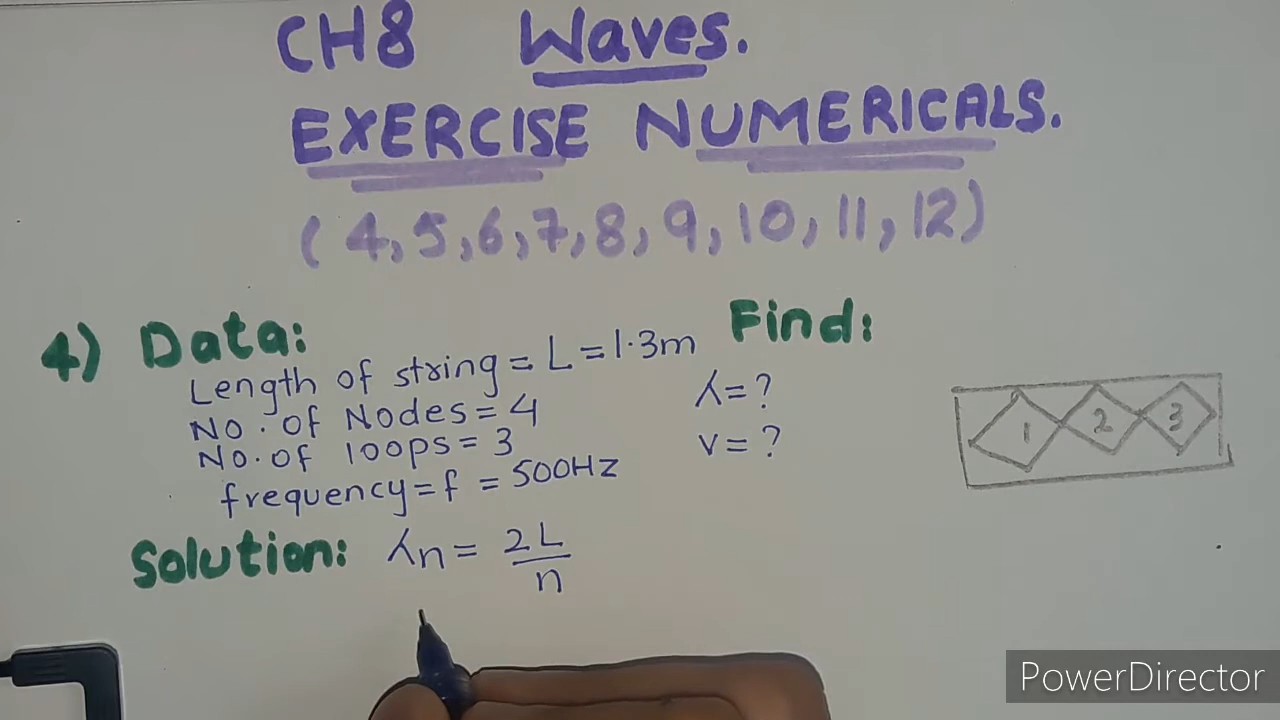 CH8 Waves.
EXERCISE NUMERICALS.
(4,5,6,7,8,9,10,11,12)
4) Data:
Length of string = L = 1.3m
No. of Nodes = 4
No. of loops = 3
frequency = f = 500Hz
Find:
λ = ?
v = ?
1 2 3
Solution: λn = 2L
n
PowerDirector